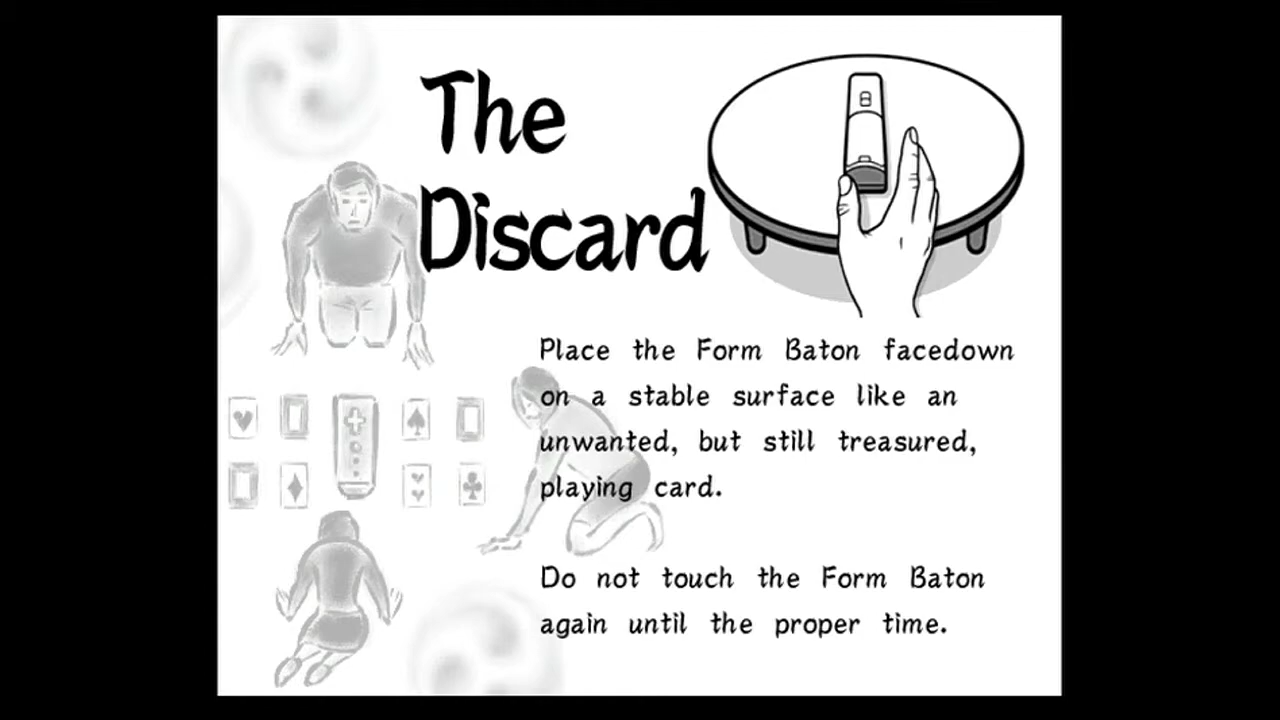 The
Discard
Place the Form Baton facedown
on a stable surface like an
unwanted, but still treasured,
playing card.
Do not touch the Form Baton
again until the proper time.